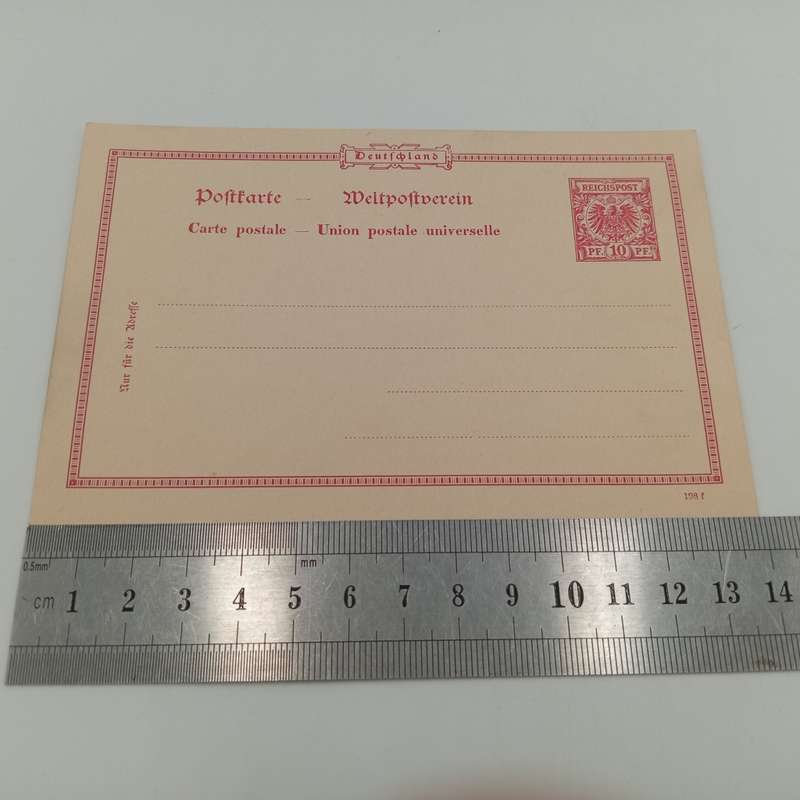 Deutschland
Postkarte — Weltpostverein
Carte postale — Union postale universelle
REICHSPOST
PF. 10 PF.
Nur für die Adresse
198 f
0.5mm
mm
cm 1 2 3 4 5 6 7 8 9 10 11 12 13 14